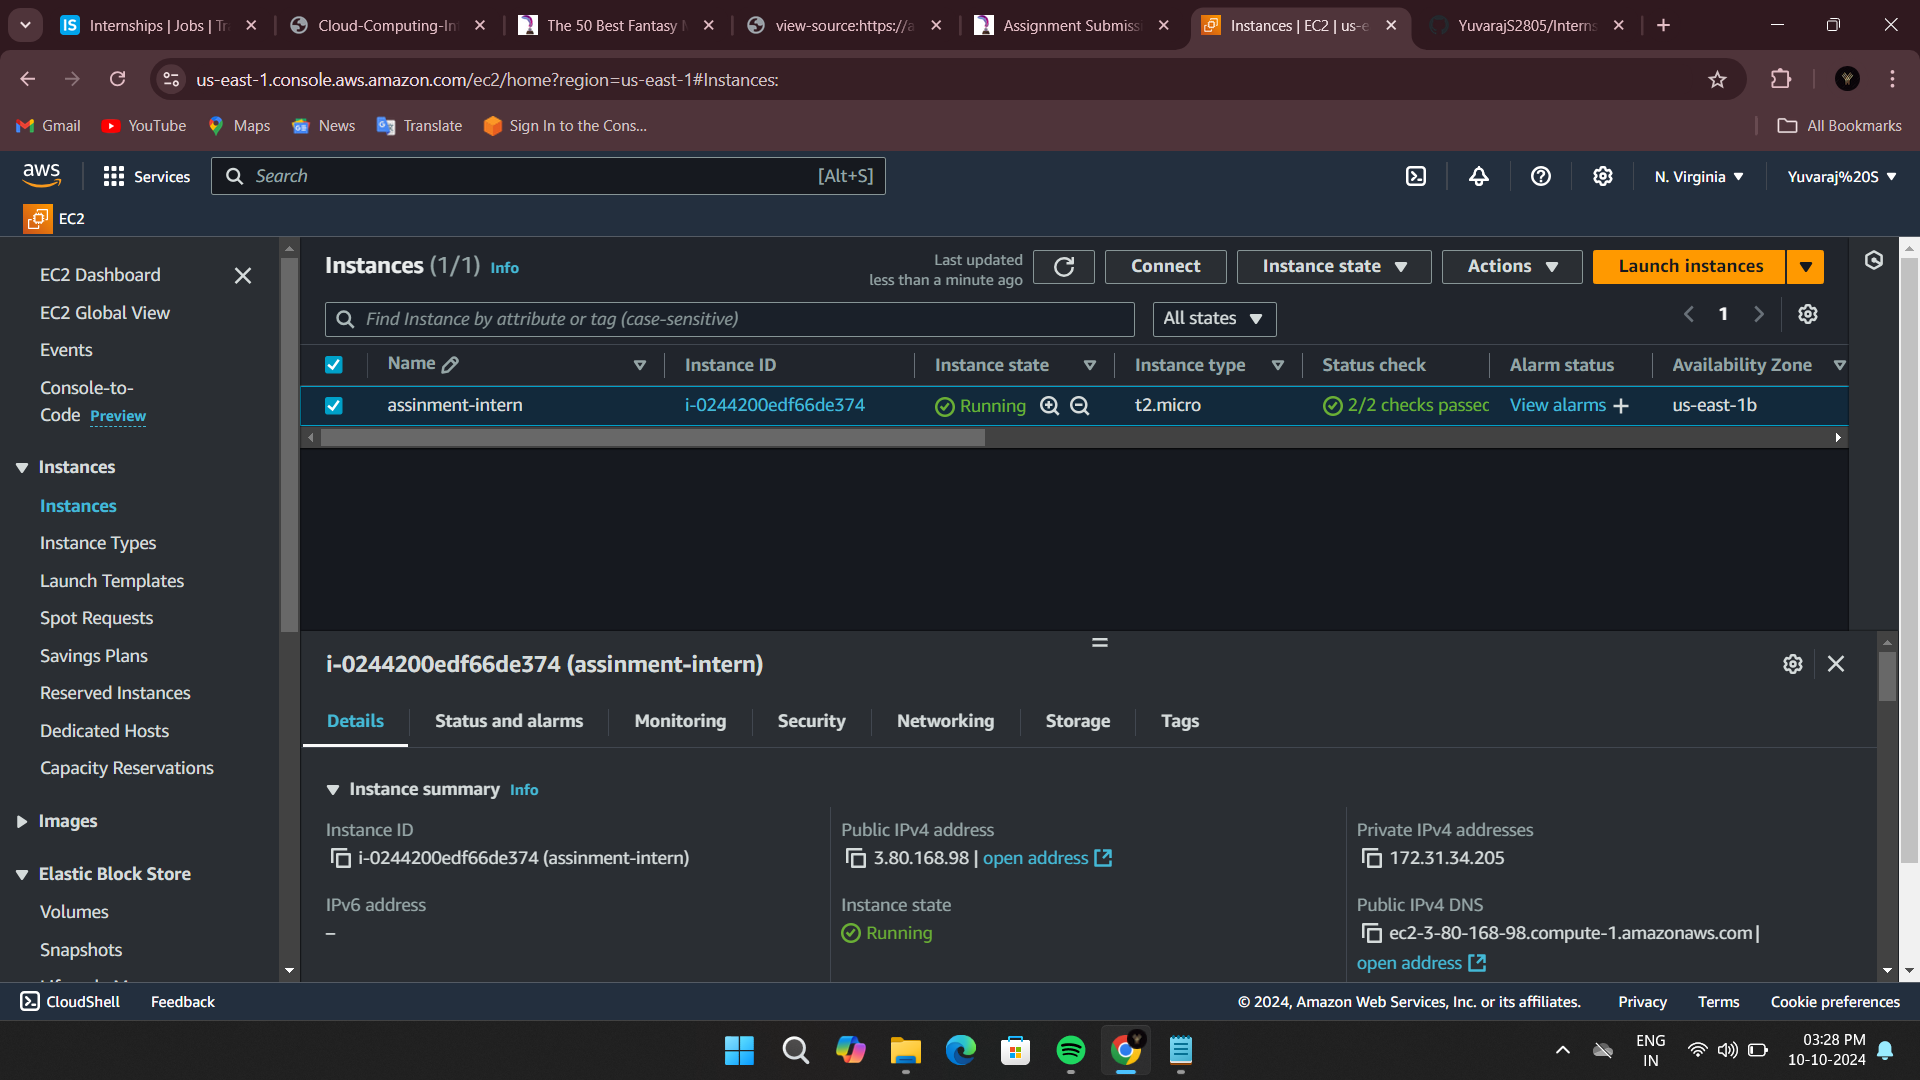 Internships | Jobs | Tr
Cloud-Computing-In
The 50 Best Fantasy M
view-source:https://a
Assignment Submissi
Instances | EC2 | us-e
YuvarajS2805/Interns
us-east-1.console.aws.amazon.com/ec2/home?region=us-east-1#Instances:
Gmail
YouTube
Maps
News
Translate
Sign In to the Cons...
All Bookmarks
aws
Services
Search
[Alt+S]
N. Virginia
Yuvaraj%20S
EC2
EC2 Dashboard
EC2 Global View
Events
Console-to-
Code Preview
Instances
Instances
Instance Types
Launch Templates
Spot Requests
Savings Plans
Reserved Instances
Dedicated Hosts
Capacity Reservations
Images
Elastic Block Store
Volumes
Snapshots
Instances (1/1) Info
Last updated
less than a minute ago
Connect
Instance state
Actions
Launch instances
Find Instance by attribute or tag (case-sensitive)
All states
1
Name
Instance ID
Instance state
Instance type
Status check
Alarm status
Availability Zone
assinment-intern
i-0244200edf66de374
Running
t2.micro
2/2 checks passed
View alarms
us-east-1b
i-0244200edf66de374 (assinment-intern)
Details
Status and alarms
Monitoring
Security
Networking
Storage
Tags
Instance summary Info
Instance ID
i-0244200edf66de374 (assinment-intern)
Public IPv4 address
3.80.168.98 | open address
Private IPv4 addresses
172.31.34.205
IPv6 address
–
Instance state
Running
Public IPv4 DNS
ec2-3-80-168-98.compute-1.amazonaws.com |
open address
CloudShell
Feedback
© 2024, Amazon Web Services, Inc. or its affiliates.
Privacy
Terms
Cookie preferences
ENG
IN
03:28 PM
10-10-2024